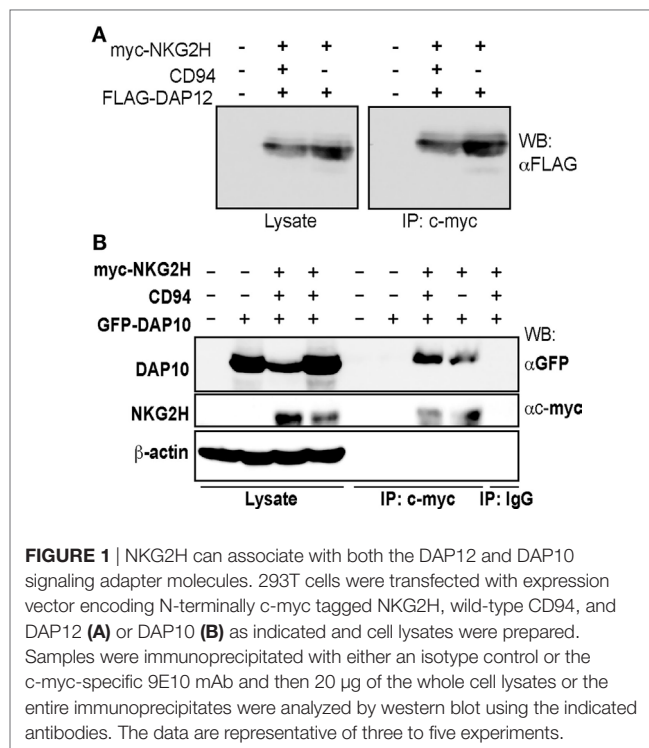 A
myc-NKG2H - + + - + +
CD94 - + - - + -
FLAG-DAP12 - + + - + +
WB:
αFLAG
Lysate IP: c-myc
B
myc-NKG2H – – + + – – + + +
CD94 – – + + – – + – +
GFP-DAP10 – + + + – + + + +
WB:
DAP10 αGFP
NKG2H αc-myc
β-actin
Lysate IP: c-myc IP: IgG
FIGURE 1 | NKG2H can associate with both the DAP12 and DAP10
signaling adapter molecules. 293T cells were transfected with expression
vector encoding N-terminally c-myc tagged NKG2H, wild-type CD94, and
DAP12 (A) or DAP10 (B) as indicated and cell lysates were prepared.
Samples were immunoprecipitated with either an isotype control or the
c-myc-specific 9E10 mAb and then 20 μg of the whole cell lysates or the
entire immunoprecipitates were analyzed by western blot using the indicated
antibodies. The data are representative of three to five experiments.